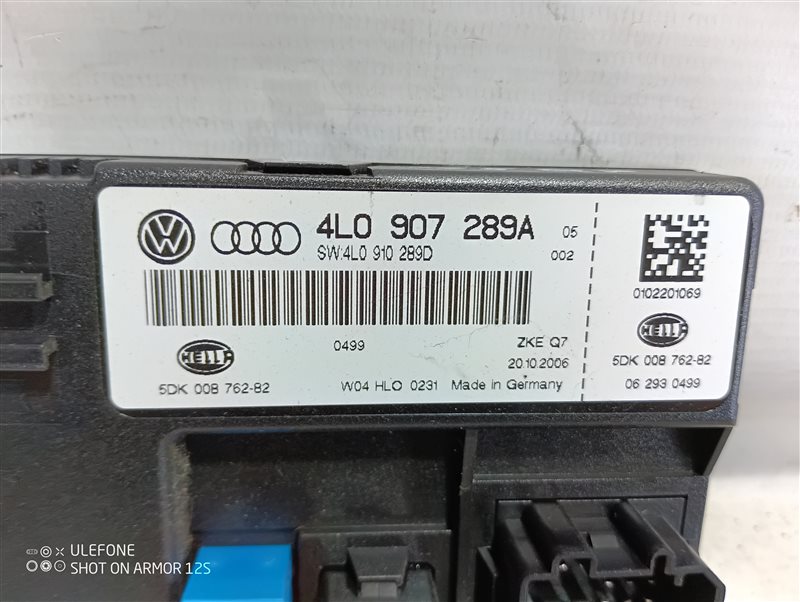 4L0 907 289A 05
SW:4L0 910 289D 002
0499
ZKE Q7
20.10.2006
HELLA
5DK 008 762-82
W04 HLO 0231 Made in Germany
0102201069
HELLA
5DK 008 762-82
06 293 0499
ULEFONE
SHOT ON ARMOR 12S